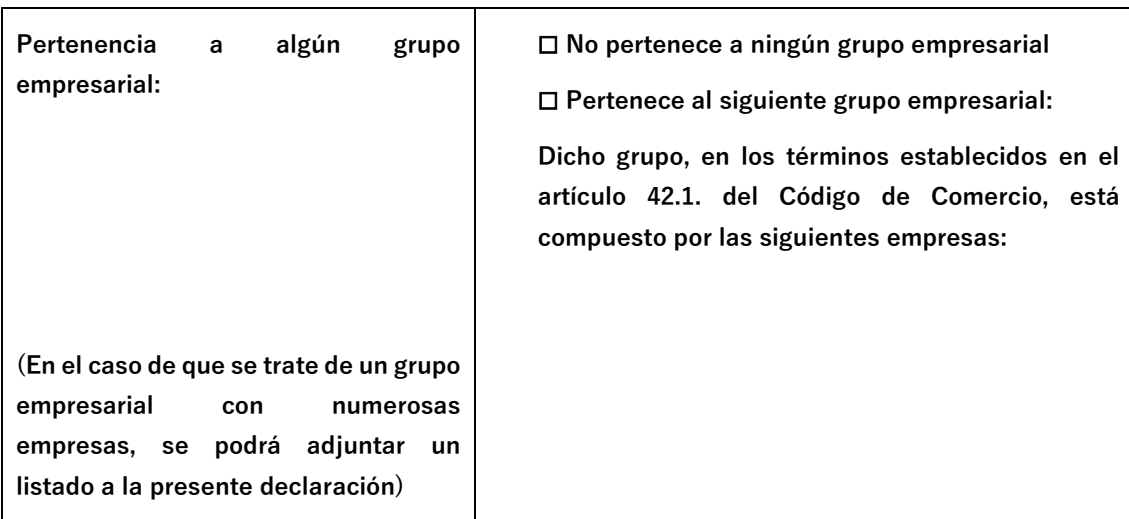 Pertenencia a algún grupo
empresarial:
(En el caso de que se trate de un grupo
empresarial con numerosas
empresas, se podrá adjuntar un
listado a la presente declaración)
☐ No pertenece a ningún grupo empresarial
☐ Pertenece al siguiente grupo empresarial:
Dicho grupo, en los términos establecidos en el
artículo 42.1. del Código de Comercio, está
compuesto por las siguientes empresas: